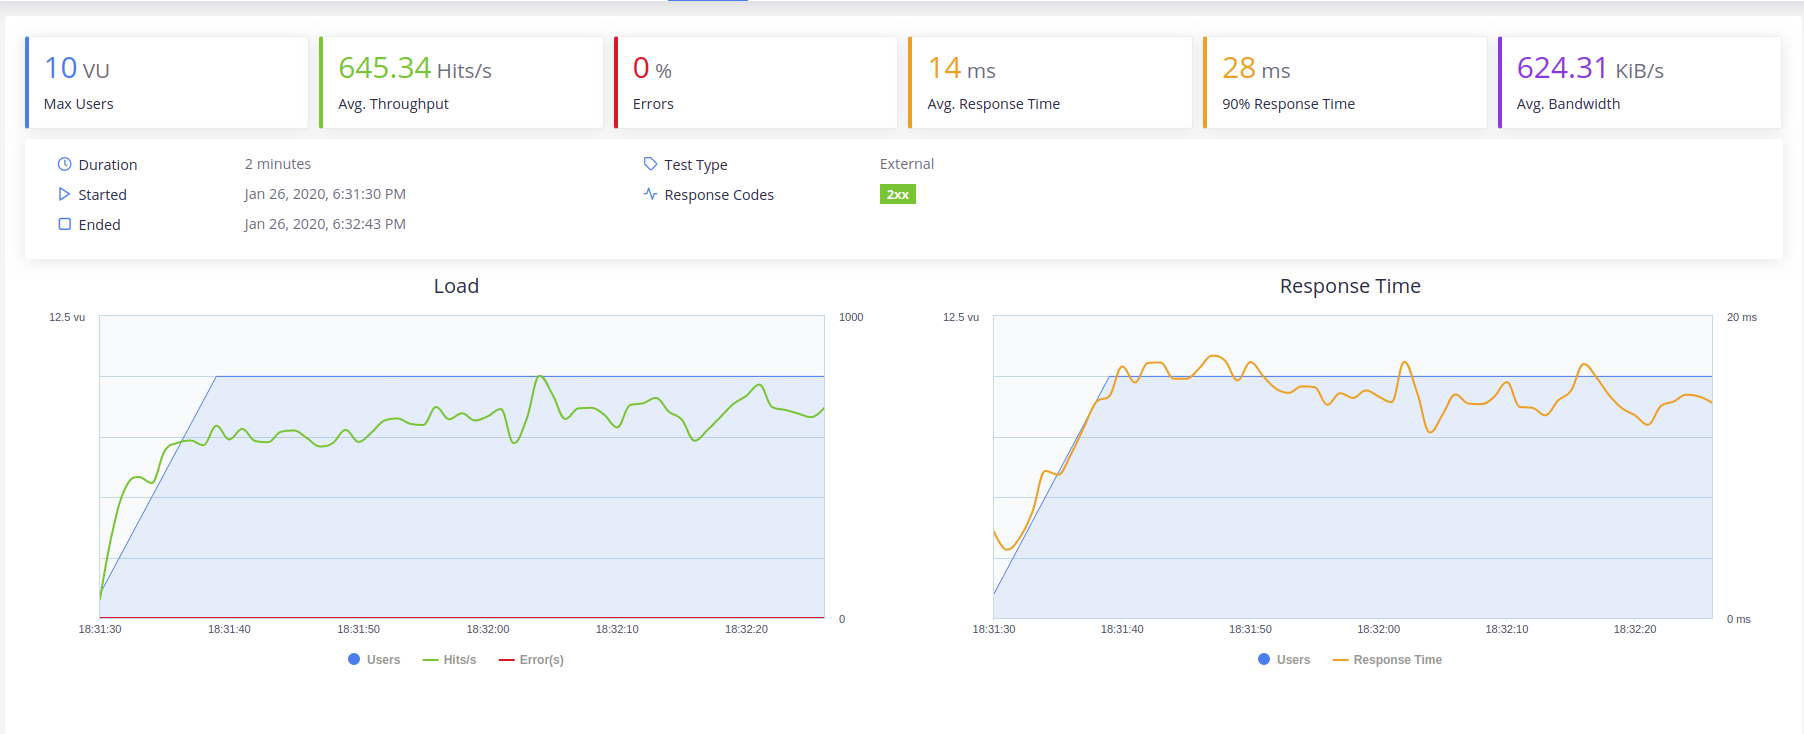 10 VU
Max Users
645.34 Hits/s
Avg. Throughput
0 %
Errors
14 ms
Avg. Response Time
28 ms
90% Response Time
624.31 KiB/s
Avg. Bandwidth
Duration 2 minutes
Started Jan 26, 2020, 6:31:30 PM
Ended Jan 26, 2020, 6:32:43 PM
Test Type External
Response Codes 2xx
Load
12.5 vu
1000
0
18:31:30 18:31:40 18:31:50 18:32:00 18:32:10 18:32:20
Users Hits/s Error(s)
Response Time
12.5 vu
20 ms
0 ms
18:31:30 18:31:40 18:31:50 18:32:00 18:32:10 18:32:20
Users Response Time